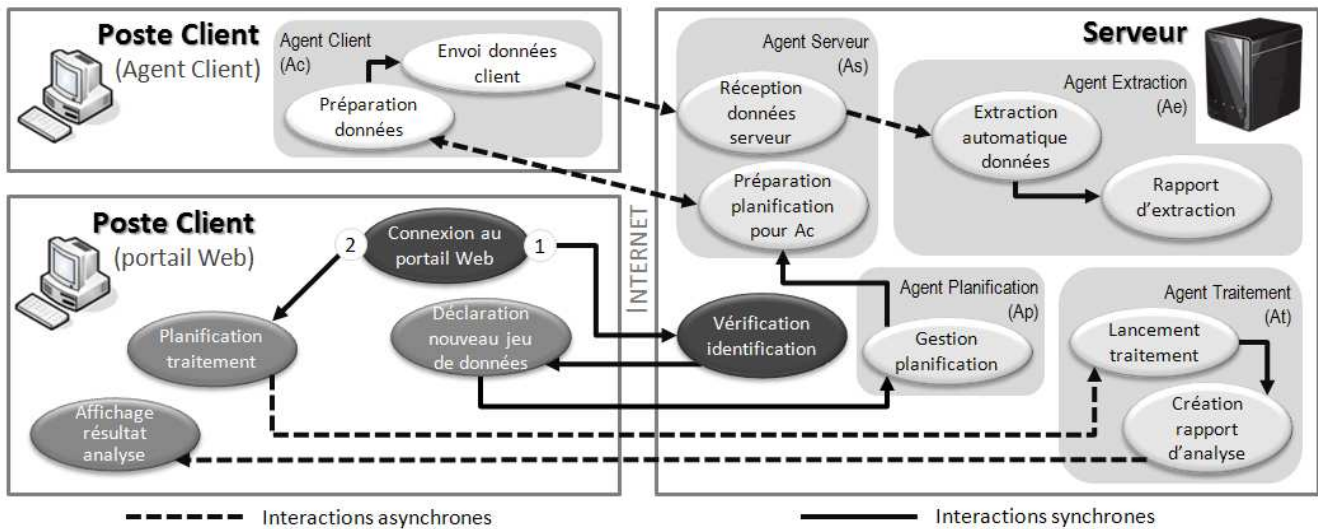 Poste Client
(Agent Client)
Agent Client
(Ac)
Envoi données
client
Préparation
données
Poste Client
(portail Web)
2
Connexion au
portail Web
1
Planification
traitement
Déclaration
nouveau jeu
de données
Affichage
résultat
analyse
INTERNET
Serveur
Agent Serveur
(As)
Réception
données
serveur
Préparation
planification
pour Ac
Agent Extraction
(Ae)
Extraction
automatique
données
Rapport
d'extraction
Vérification
identification
Agent Planification
(Ap)
Gestion
planification
Agent Traitement
(At)
Lancement
traitement
Création
rapport
d'analyse
Interactions asynchrones
Interactions synchrones